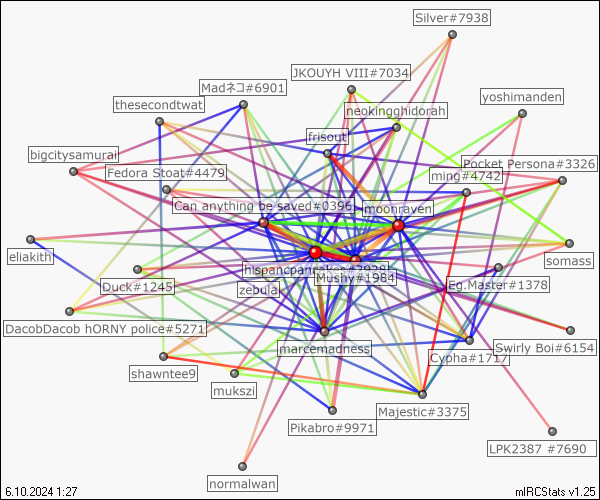 Silver#7938
JKOUYH VIII#7034
Madネコ#6901
yoshimanden
thesecondtwat
neokingghidorah
frisout
bigcitysamurai
Pocket Persona#3326
Fedora Stoat#4479
ming#4742
Can anything be saved#0396
moonraven
eliakith
somass
hispancpancakes#3929
Mushy#1984
Duck#1245
zebula
Eg.Master#1378
DacobDacob hORNY police#5271
marcemadness
Swirly Boi#6154
Cypha#1717
shawntee9
mukszi
Majestic#3375
Pikabro#9971
LPK2387 #7690
normalwan
6.10.2024 1:27
mIRCStats v1.25